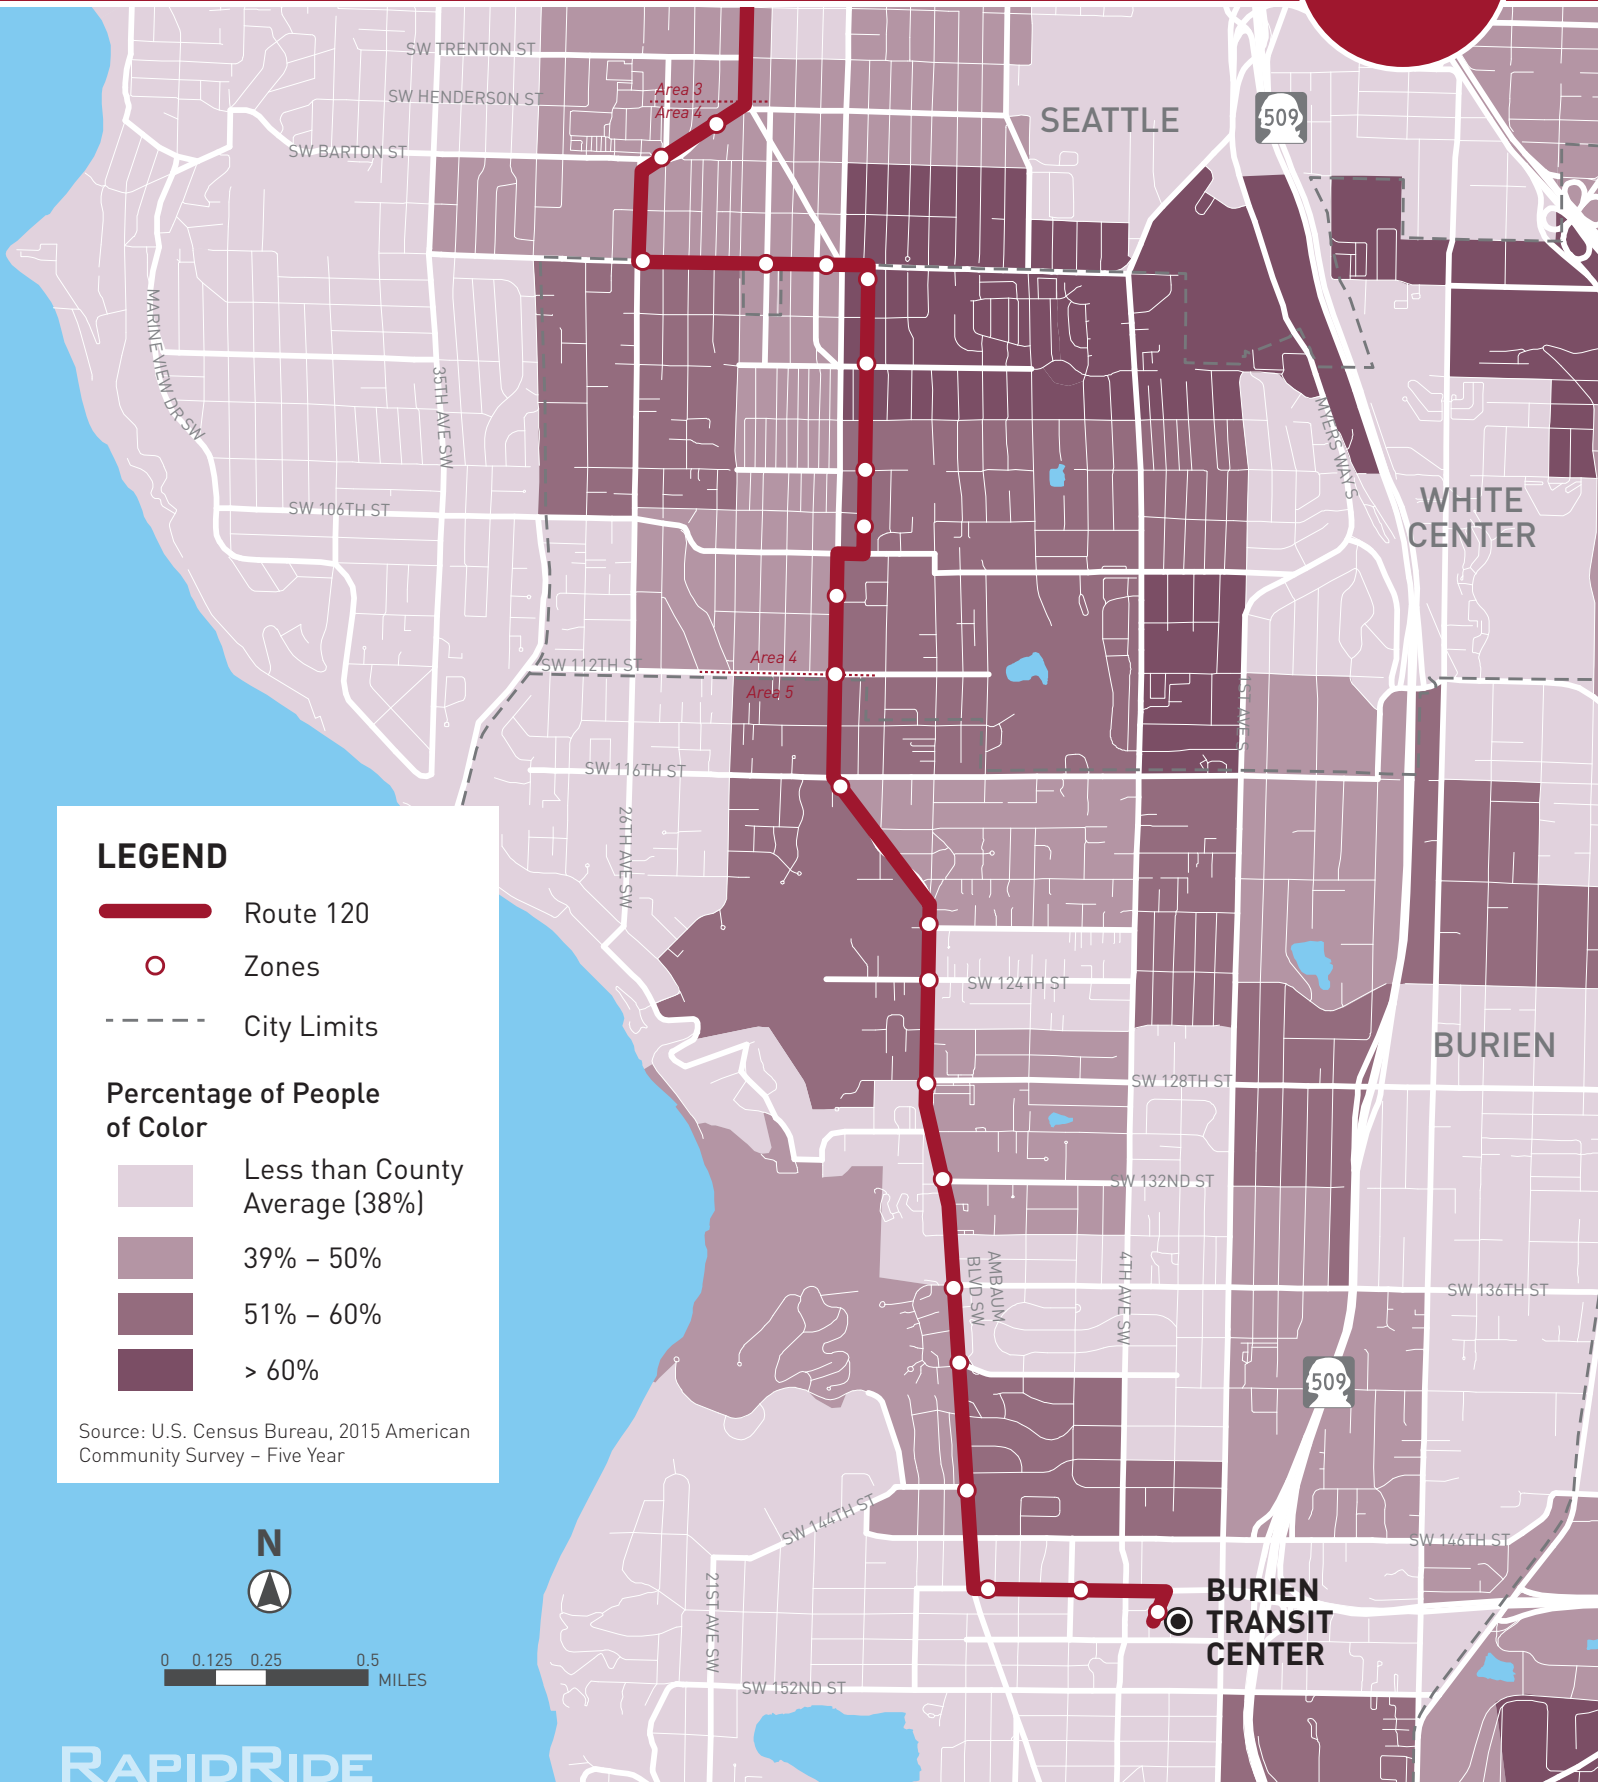 SW TRENTON ST
SW HENDERSON ST
Area 3
Area 4
SW BARTON ST
SEATTLE
509
MARINE VIEW DR SW
35TH AVE SW
MYERS WAY S
SW 106TH ST
WHITE
CENTER
SW 112TH ST
Area 4
Area 5
1ST AVE S
SW 116TH ST
26TH AVE SW
LEGEND
Route 120
Zones
City Limits
Percentage of People
of Color
Less than County
Average (38%)
39% – 50%
51% – 60%
> 60%
Source: U.S. Census Bureau, 2015 American
Community Survey – Five Year
SW 124TH ST
BURIEN
SW 128TH ST
SW 132ND ST
AMBAUM
BLVD SW
4TH AVE SW
SW 136TH ST
509
SW 144TH ST
SW 146TH ST
N
21ST AVE SW
BURIEN
TRANSIT
CENTER
0 0.125 0.25 0.5
MILES
SW 152ND ST
RAPIDRIDE